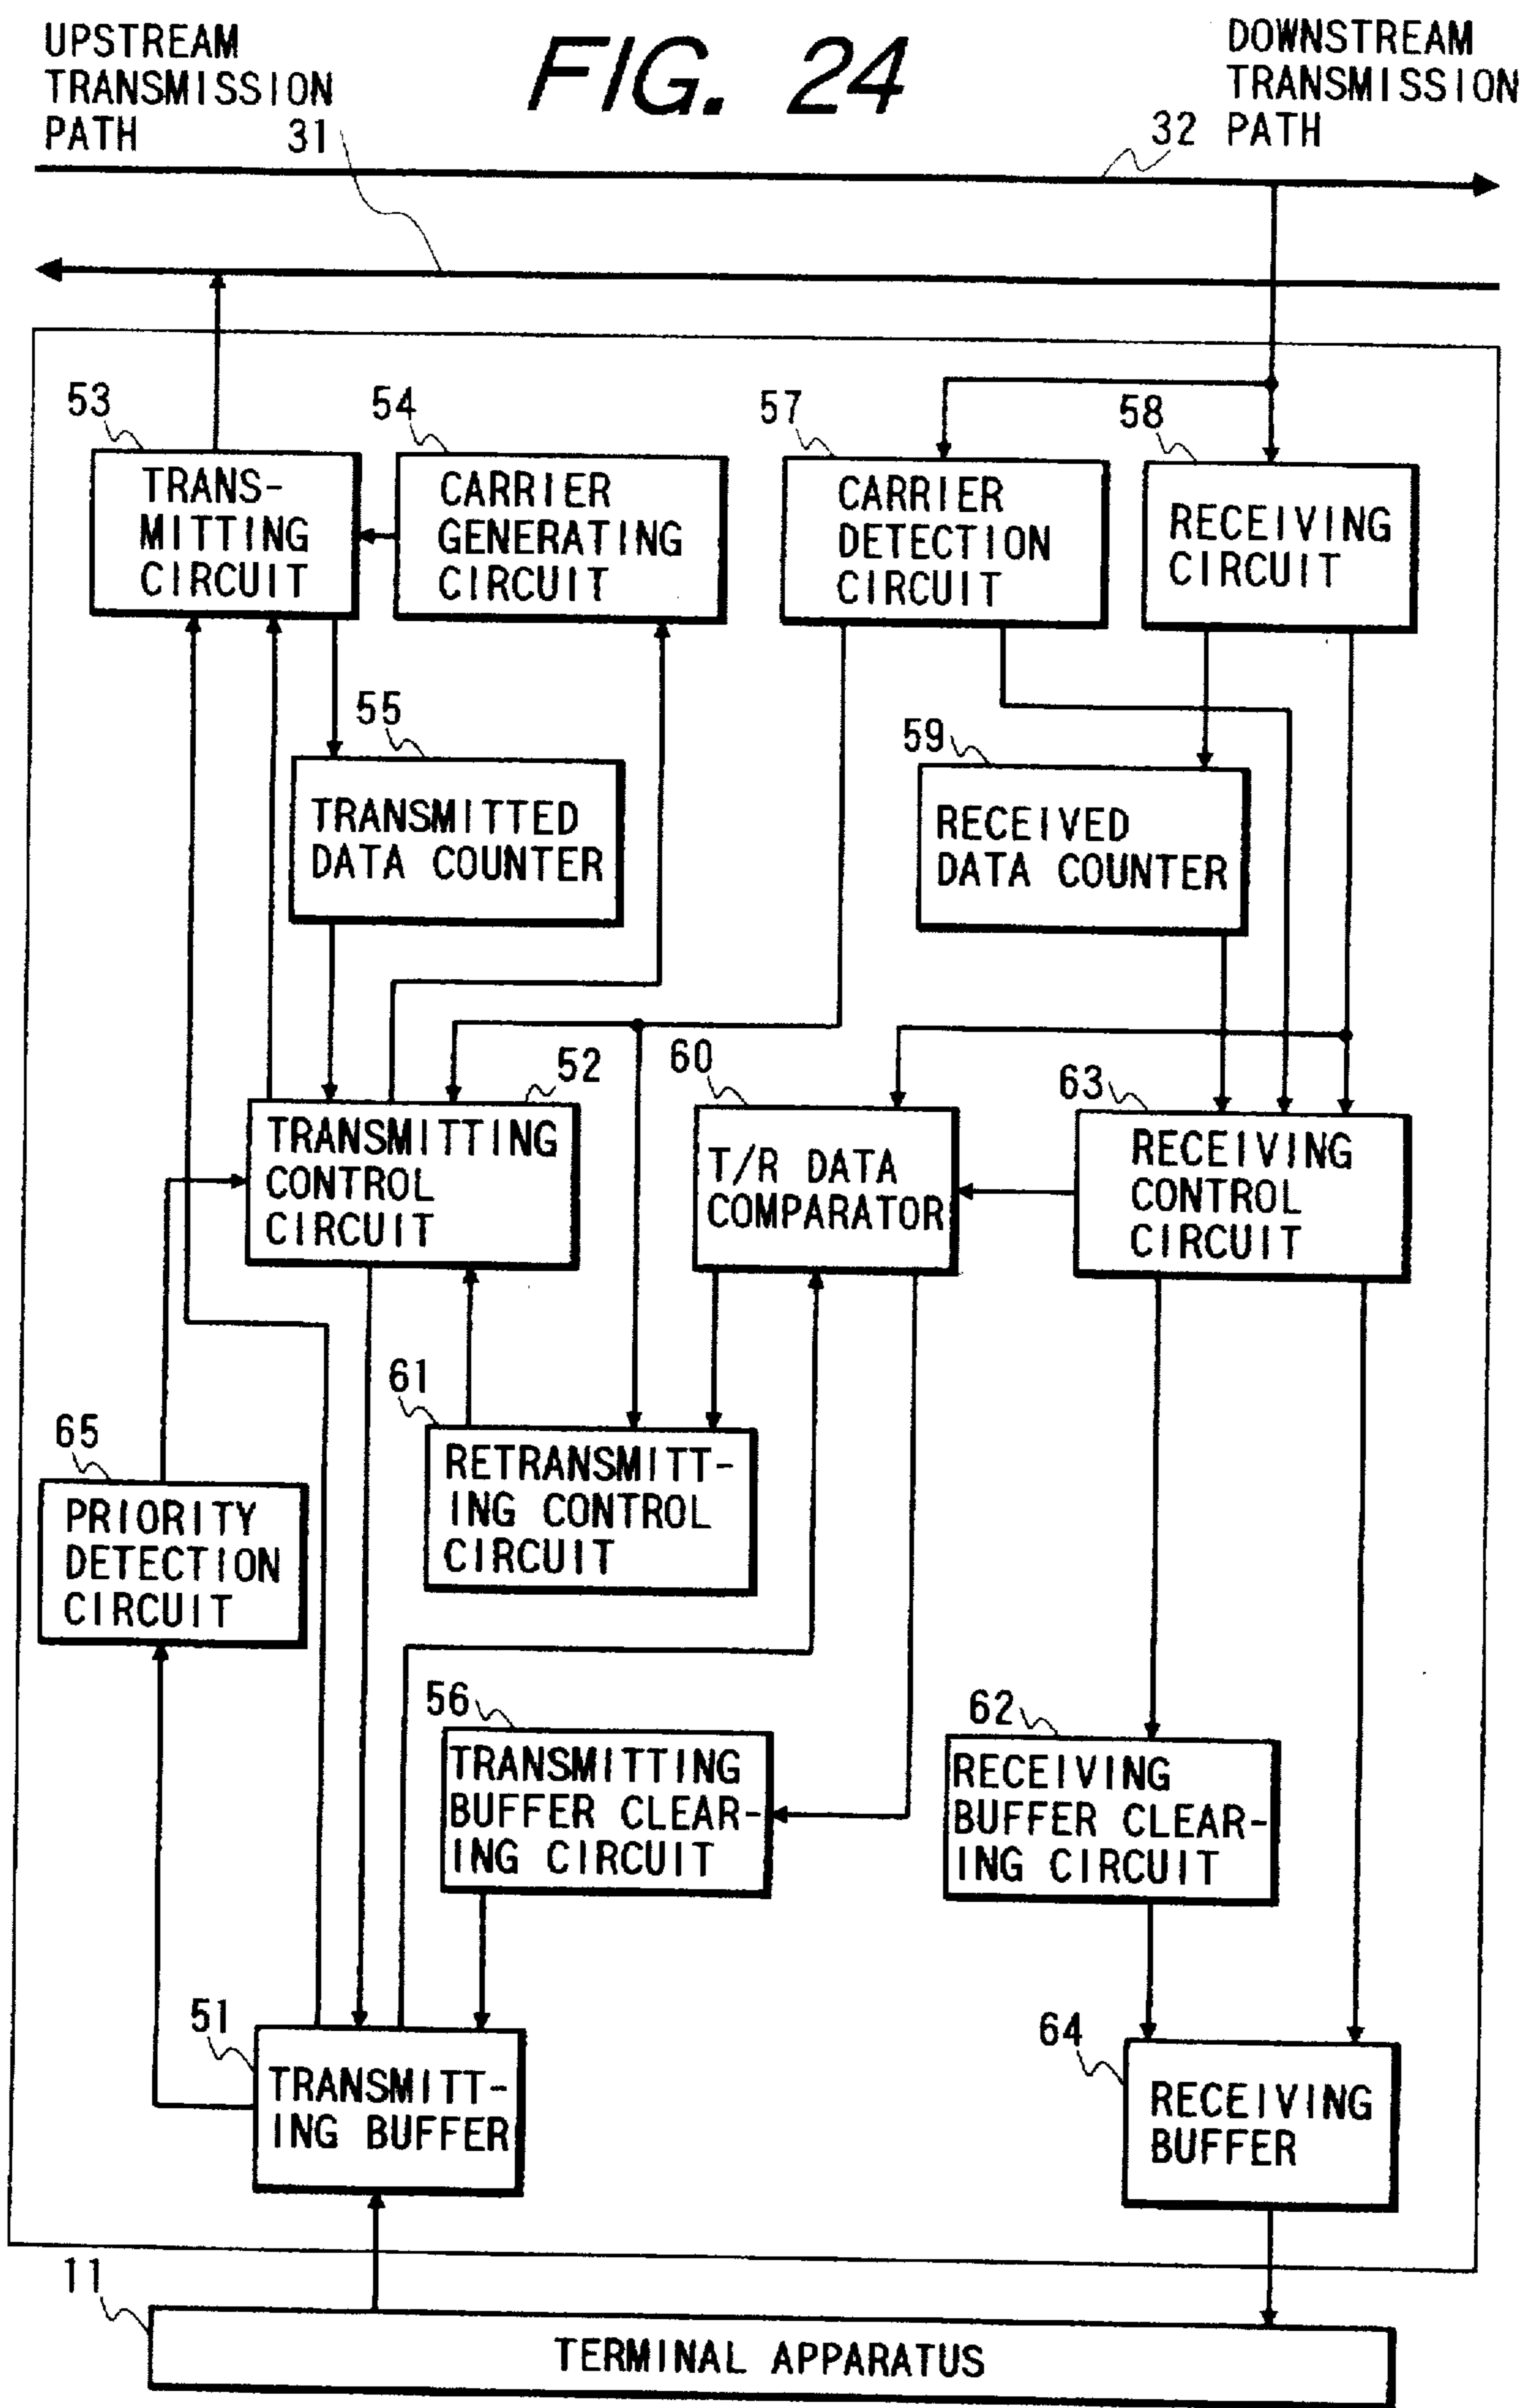 UPSTREAM
TRANSMISSION
PATH
31
FIG. 24
DOWNSTREAM
TRANSMISSION
PATH
32
53
TRANS-
MITTING
CIRCUIT
54
CARRIER
GENERATING
CIRCUIT
57
CARRIER
DETECTION
CIRCUIT
58
RECEIVING
CIRCUIT
55
TRANSMITTED
DATA COUNTER
59
RECEIVED
DATA COUNTER
52
TRANSMITTING
CONTROL
CIRCUIT
60
T/R DATA
COMPARATOR
63
RECEIVING
CONTROL
CIRCUIT
61
RETRANSMITT-
ING CONTROL
CIRCUIT
65
PRIORITY
DETECTION
CIRCUIT
56
TRANSMITTING
BUFFER CLEAR-
ING CIRCUIT
62
RECEIVING
BUFFER CLEAR-
ING CIRCUIT
51
TRANSMITT-
ING BUFFER
64
RECEIVING
BUFFER
11
TERMINAL APPARATUS